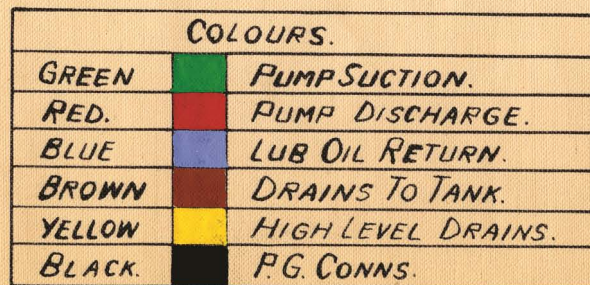 COLOURS.
GREEN PUMP SUCTION.
RED. PUMP DISCHARGE.
BLUE LUB OIL RETURN.
BROWN DRAINS TO TANK.
YELLOW HIGH LEVEL DRAINS.
BLACK. P.G. CONNS.